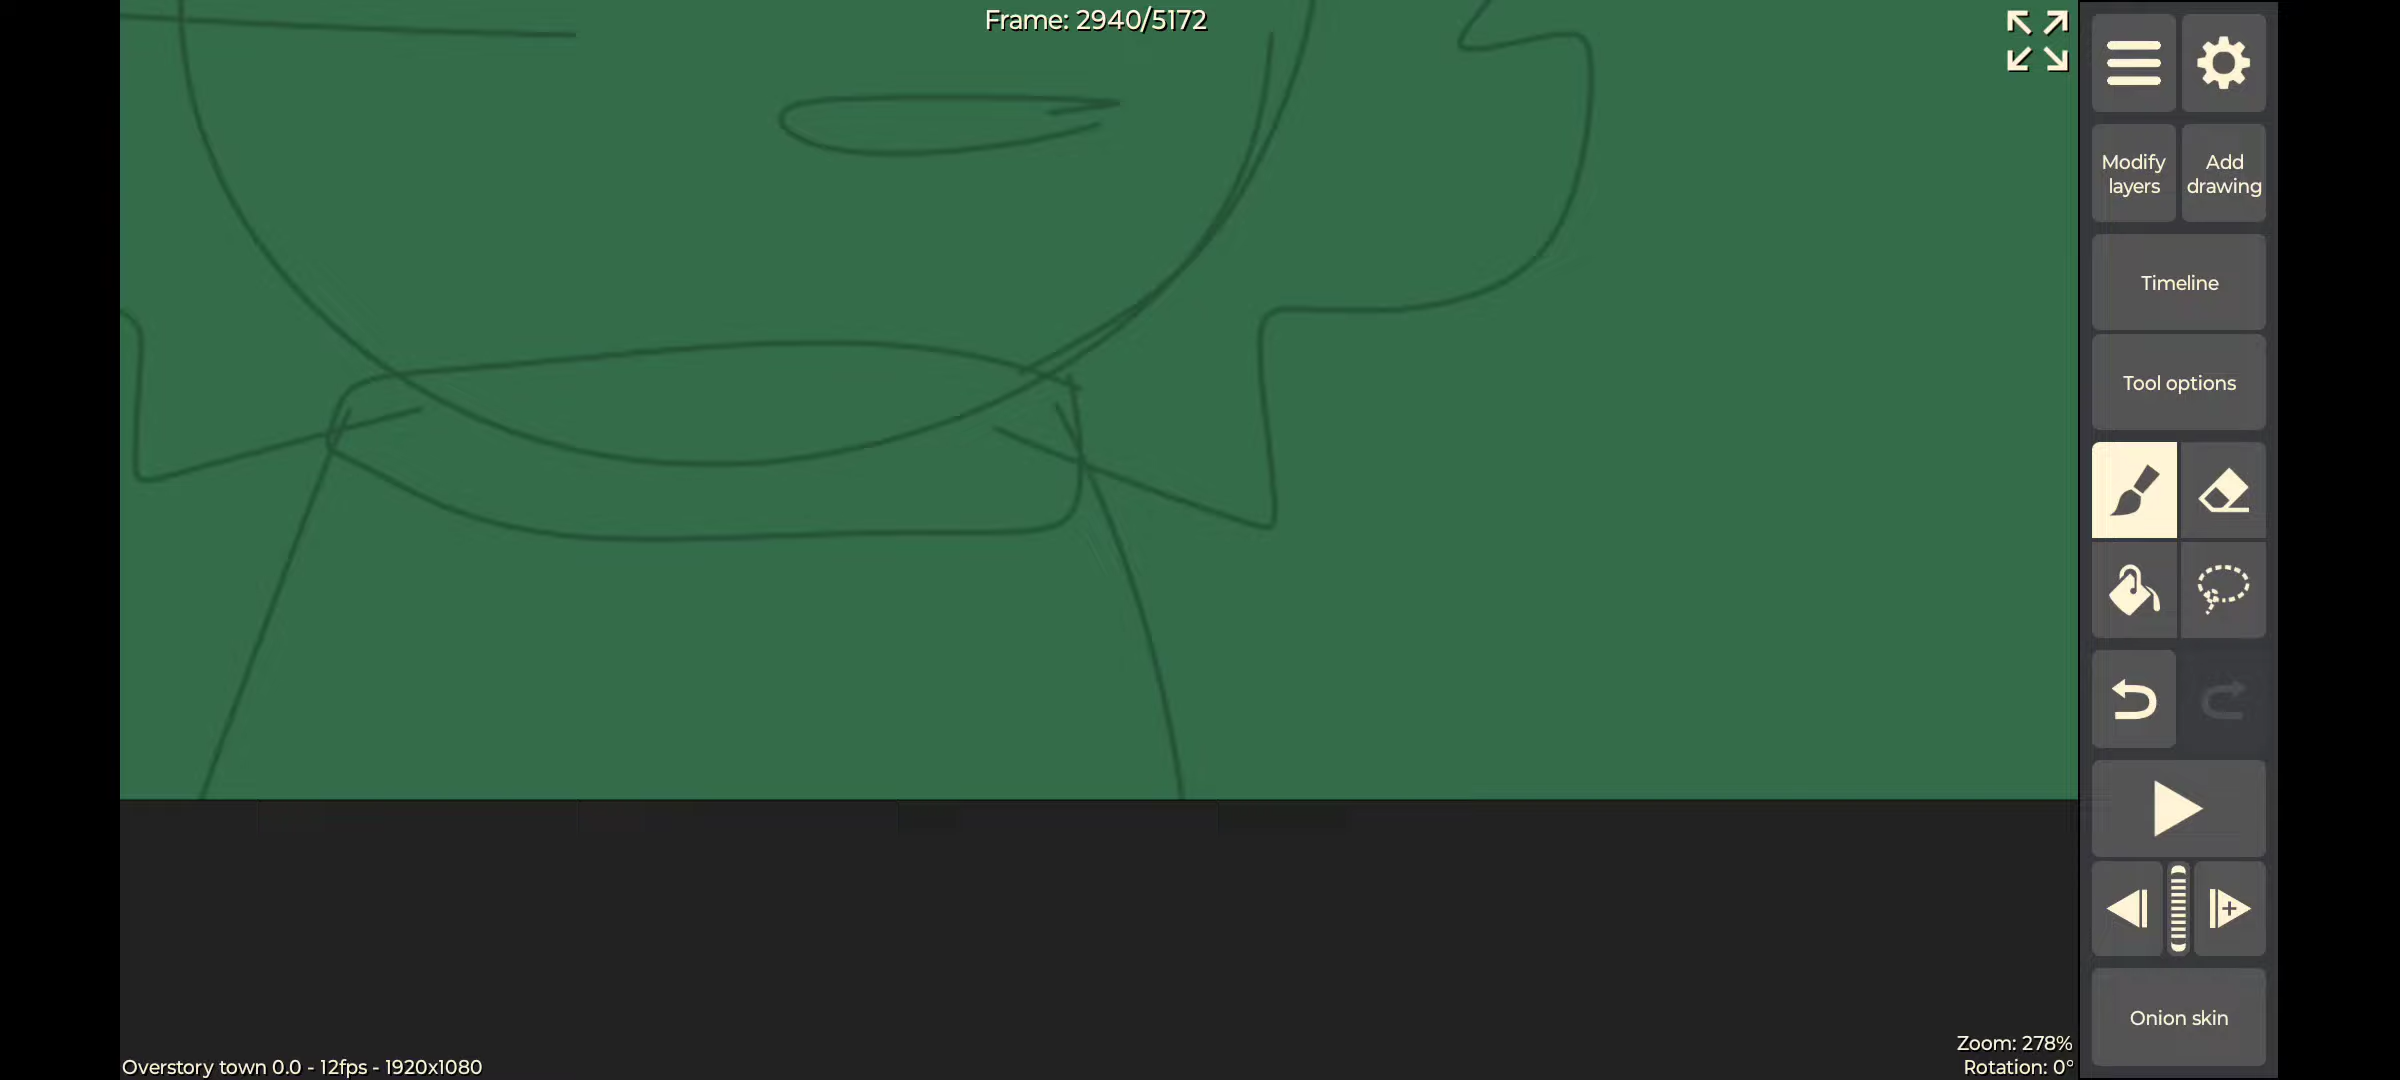 Frame: 2940/5172
Modify
layers
Add
drawing
Timeline
Tool options
Onion skin
Zoom: 278%
Rotation: 0°
Overstory town 0.0 - 12fps - 1920x1080